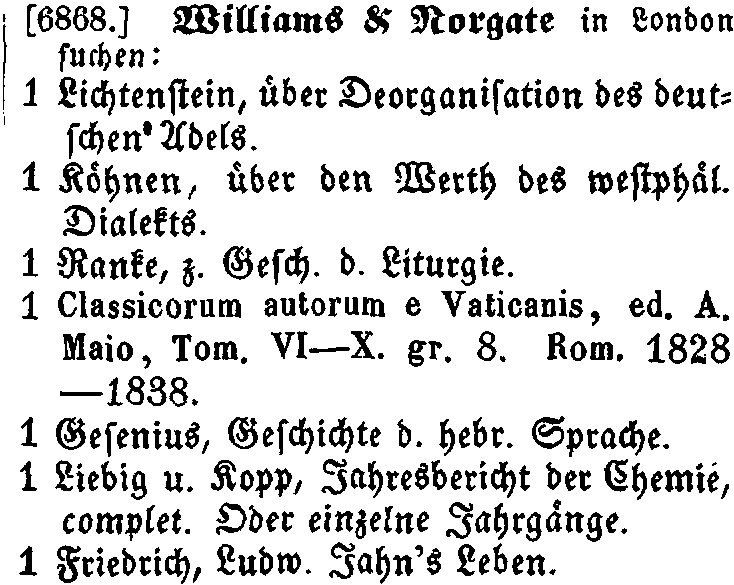 [6868.] Williams & Norgate in London
suchen:
1 Lichtenstein, über Deorganisation des deut-
schen Adels.
1 Köhnen, über den Werth des westphäl.
Dialekts.
1 Ranke, z. Gesch. d. Liturgie.
1 Classicorum autorum e Vaticanis, ed. A.
Maio, Tom. VI—X. gr. 8. Rom. 1828
—1838.
1 Gesenius, Geschichte d. hebr. Sprache.
1 Liebig u. Kopp, Jahresbericht der Chemie,
complet. Oder einzelne Jahrgänge.
1 Friedrich, Ludw. Jahn's Leben.